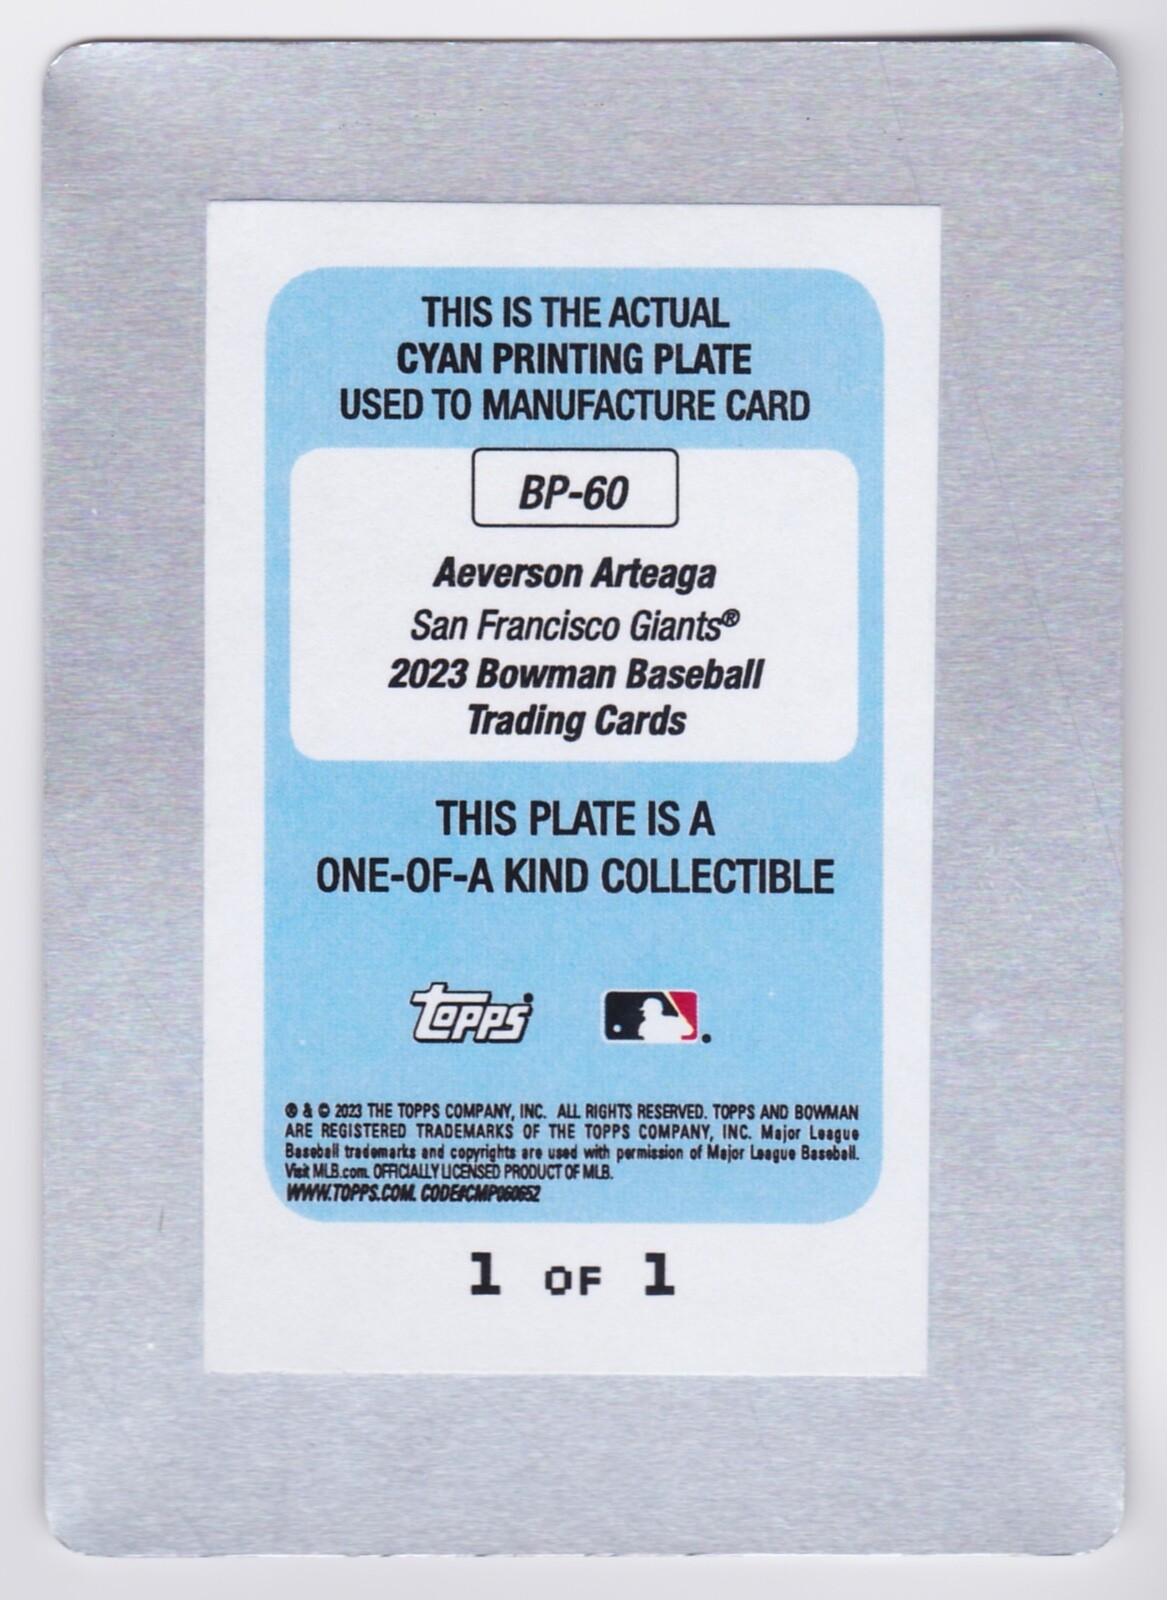 THIS IS THE ACTUAL
CYAN PRINTING PLATE
USED TO MANUFACTURE CARD
BP-60
Aeverson Arteaga
San Francisco Giants®
2023 Bowman Baseball
Trading Cards
THIS PLATE IS A
ONE-OF-A KIND COLLECTIBLE
Topps
® & © 2023 THE TOPPS COMPANY, INC. ALL RIGHTS RESERVED. TOPPS AND BOWMAN
ARE REGISTERED TRADEMARKS OF THE TOPPS COMPANY, INC. Major League
Baseball trademarks and copyrights are used with permission of Major League Baseball.
Visit MLB.com. OFFICIALLY LICENSED PRODUCT OF MLB.
WWW.TOPPS.COM. CODE#CMP060652
1 OF 1